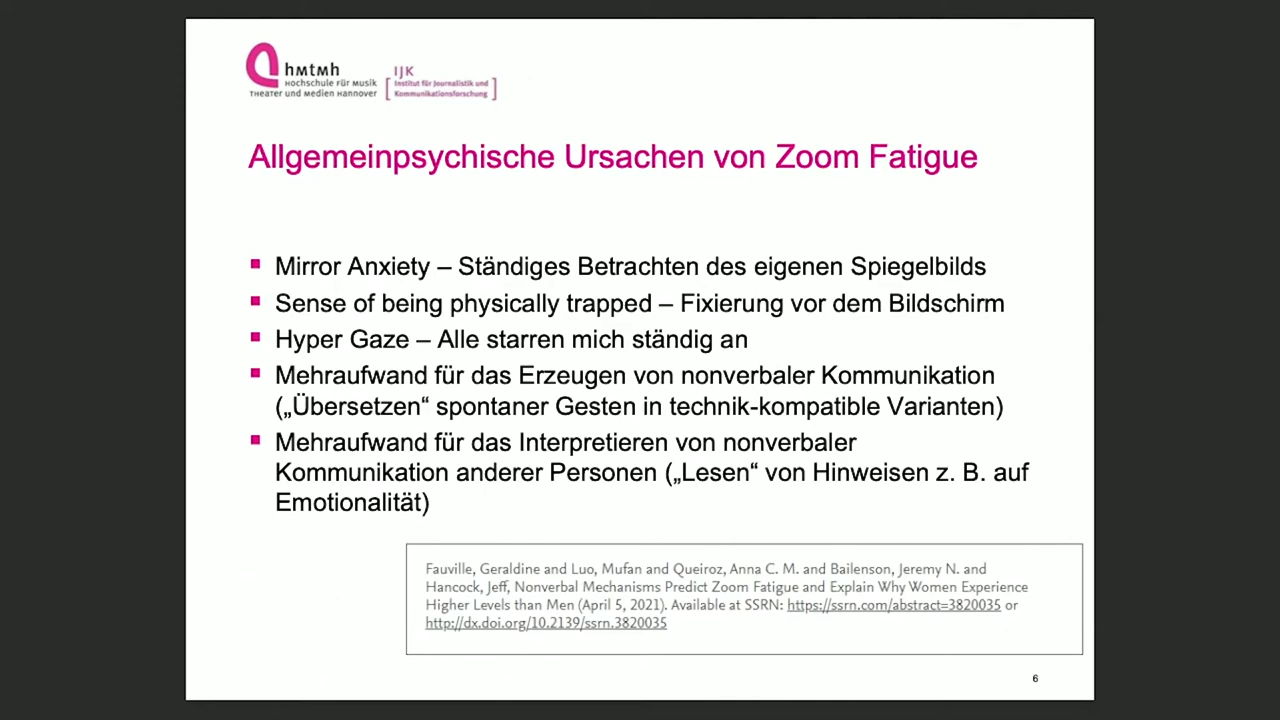 hmtmh
Hochschule für Musik
Theater und Medien Hannover
IJK
Institut für Journalistik und
Kommunikationsforschung
Allgemeinpsychische Ursachen von Zoom Fatigue
Mirror Anxiety – Ständiges Betrachten des eigenen Spiegelbilds
Sense of being physically trapped – Fixierung vor dem Bildschirm
Hyper Gaze – Alle starren mich ständig an
Mehraufwand für das Erzeugen von nonverbaler Kommunikation
(„Übersetzen“ spontaner Gesten in technik-kompatible Varianten)
Mehraufwand für das Interpretieren von nonverbaler
Kommunikation anderer Personen („Lesen“ von Hinweisen z. B. auf
Emotionalität)
Fauville, Geraldine and Luo, Mufan and Queiroz, Anna C. M. and Bailenson, Jeremy N. and
Hancock, Jeff, Nonverbal Mechanisms Predict Zoom Fatigue and Explain Why Women Experience
Higher Levels than Men (April 5, 2021). Available at SSRN: https://ssrn.com/abstract=3820035 or
http://dx.doi.org/10.2139/ssrn.3820035
6